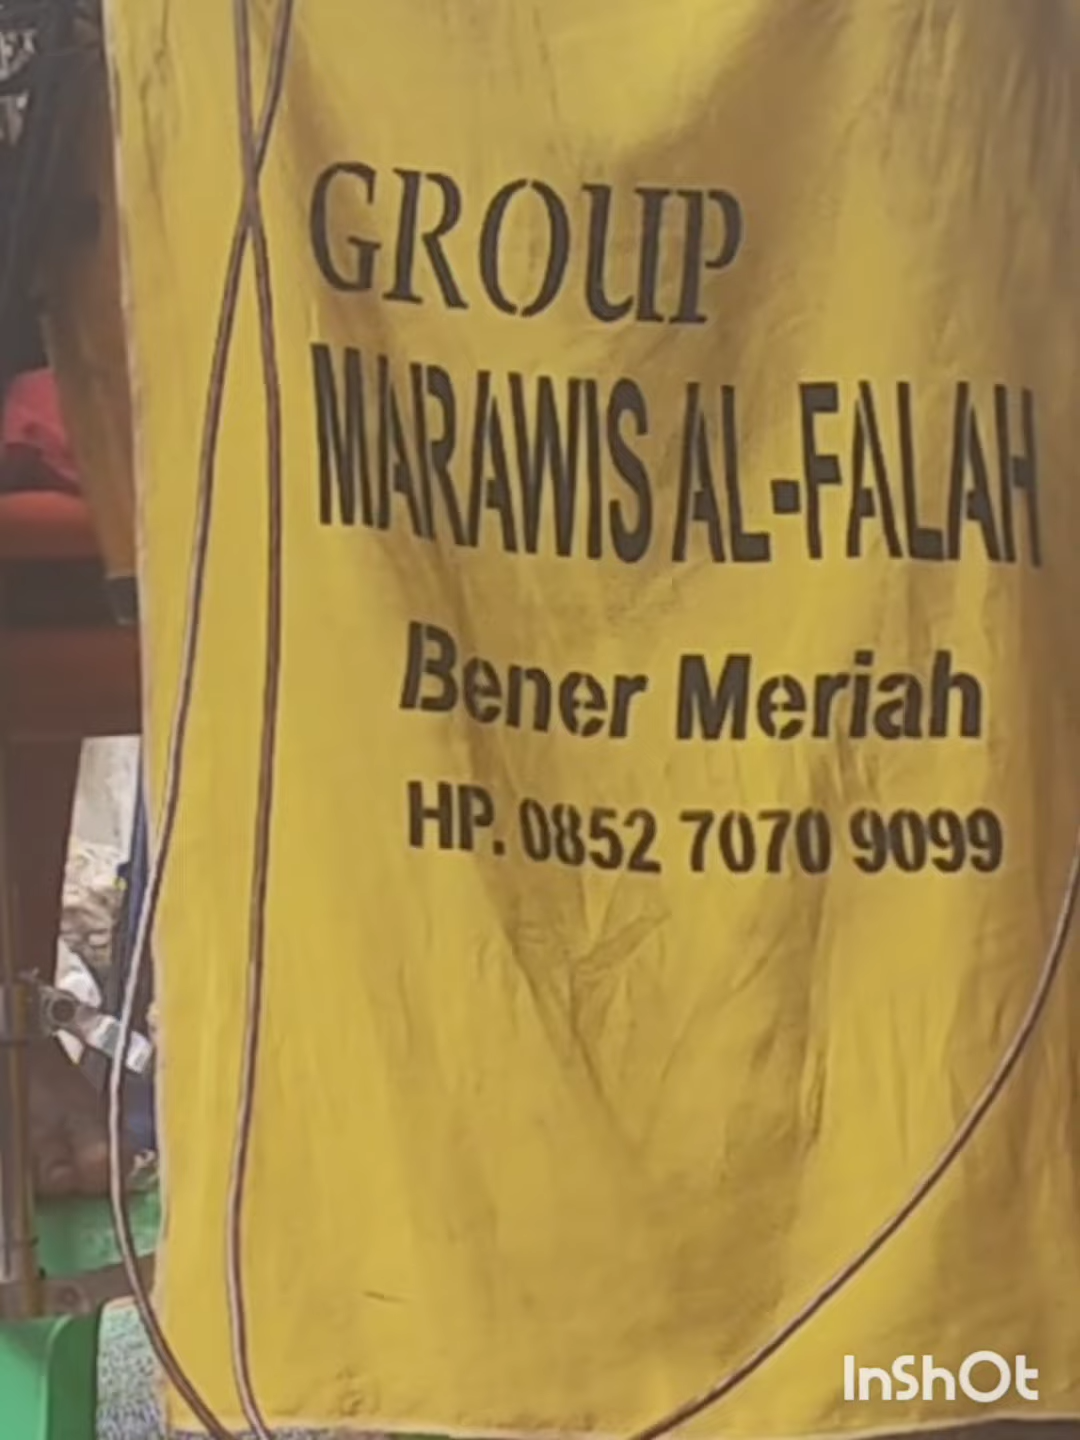 GROUP
MARAWIS AL-FALAH
Bener Meriah
HP. 0852 7070 9099
InShOt